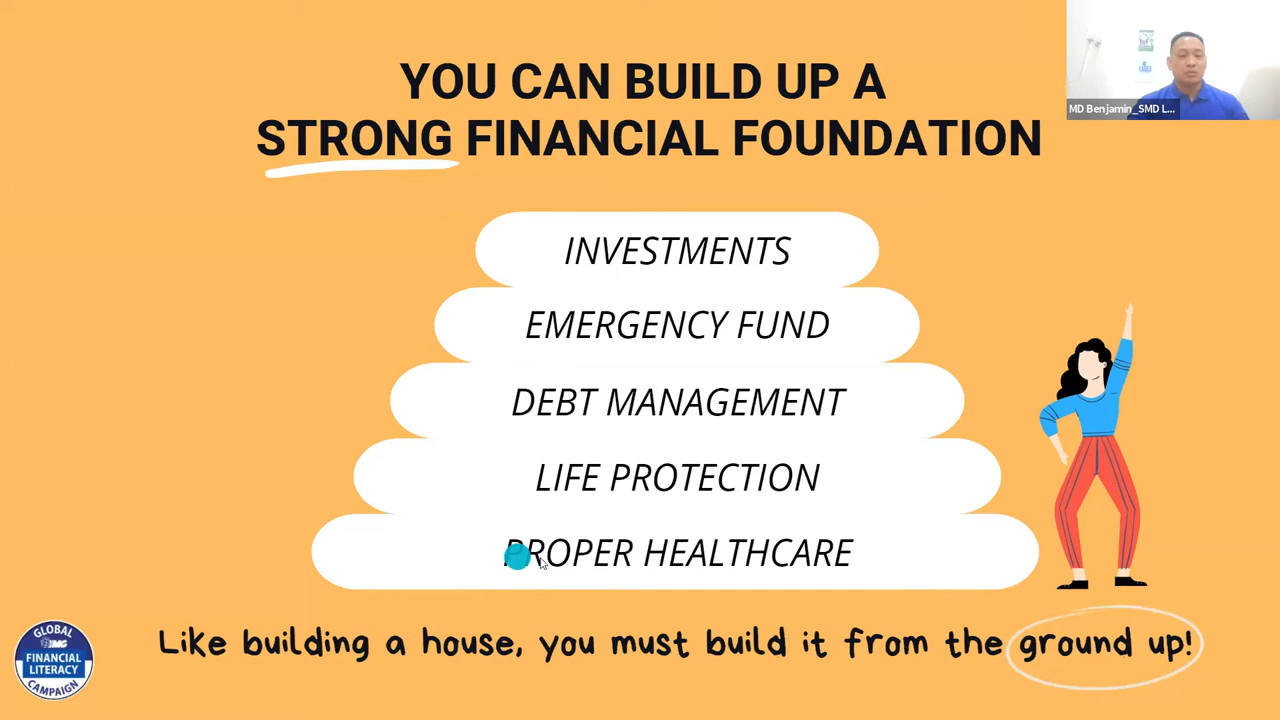 YOU CAN BUILD UP A
STRONG FINANCIAL FOUNDATION
MD Benjamin_SMD L...
INVESTMENTS
EMERGENCY FUND
DEBT MANAGEMENT
LIFE PROTECTION
PROPER HEALTHCARE
Like building a house, you must build it from the ground up!
GLOBAL
IMG
FINANCIAL
LITERACY
CAMPAIGN